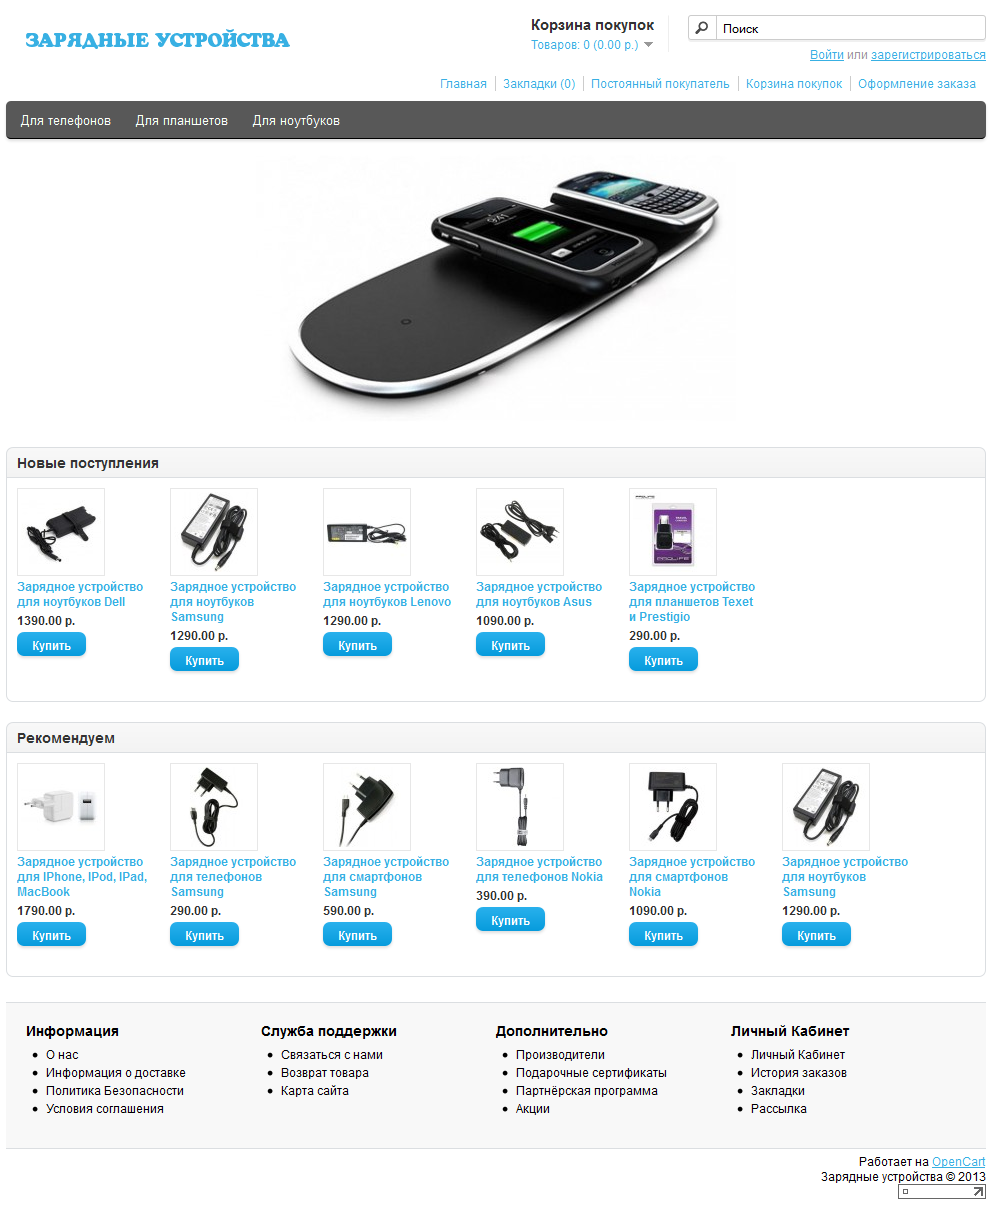 ЗАРЯДНЫЕ УСТРОЙСТВА
Корзина покупок
Товаров: 0 (0.00 р.)
Поиск
Войти или зарегистрироваться
Главная
Закладки (0)
Постоянный покупатель
Корзина покупок
Оформление заказа
Для телефонов
Для планшетов
Для ноутбуков
9:41
Новые поступления
PROLIFE
PROLIFE
Зарядное устройство
для ноутбуков Dell
1390.00 р.
Купить
Зарядное устройство
для ноутбуков
Samsung
1290.00 р.
Купить
Зарядное устройство
для ноутбуков Lenovo
1290.00 р.
Купить
Зарядное устройство
для ноутбуков Asus
1090.00 р.
Купить
Зарядное устройство
для планшетов Texet
и Prestigio
290.00 р.
Купить
Рекомендуем
Зарядное устройство
для IPhone, IPod, IPad,
MacBook
1790.00 р.
Купить
Зарядное устройство
для телефонов
Samsung
290.00 р.
Купить
Зарядное устройство
для смартфонов
Samsung
590.00 р.
Купить
Зарядное устройство
для телефонов Nokia
390.00 р.
Купить
Зарядное устройство
для смартфонов
Nokia
1090.00 р.
Купить
Зарядное устройство
для ноутбуков
Samsung
1290.00 р.
Купить
Информация
О нас
Информация о доставке
Политика Безопасности
Условия соглашения
Служба поддержки
Связаться с нами
Возврат товара
Карта сайта
Дополнительно
Производители
Подарочные сертификаты
Партнёрская программа
Акции
Личный Кабинет
Личный Кабинет
История заказов
Закладки
Рассылка
Работает на OpenCart
Зарядные устройства © 2013